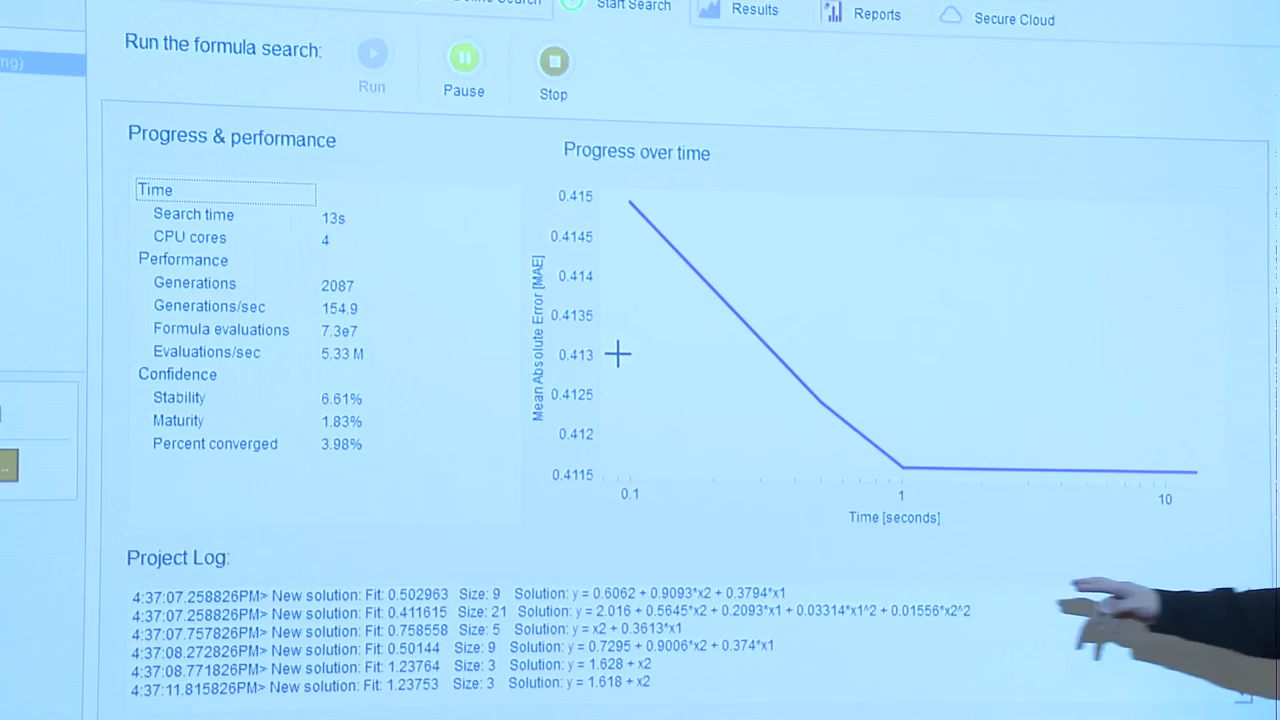 Start Search
Results
Reports
Secure Cloud
ng)
Run the formula search:
Run
Pause
Stop
Progress & performance
Time
Search time 13s
CPU cores 4
Performance
Generations 2087
Generations/sec 154.9
Formula evaluations 7.3e7
Evaluations/sec 5.33 M
Confidence
Stability 6.61%
Maturity 1.83%
Percent converged 3.98%
Progress over time
Mean Absolute Error [MAE]
0.415
0.4145
0.414
0.4135
0.413
0.4125
0.412
0.4115
0.1 1 10
Time [seconds]
...
Project Log:
4:37:07.258826PM> New solution: Fit: 0.502963 Size: 9 Solution: y = 0.6062 + 0.9093*x2 + 0.3794*x1
4:37:07.258826PM> New solution: Fit: 0.411615 Size: 21 Solution: y = 2.016 + 0.5645*x2 + 0.2093*x1 + 0.03314*x1^2 + 0.01556*x2^2
4:37:07.757826PM> New solution: Fit: 0.758558 Size: 5 Solution: y = x2 + 0.3613*x1
4:37:08.272826PM> New solution: Fit: 0.50144 Size: 9 Solution: y = 0.7295 + 0.9006*x2 + 0.374*x1
4:37:08.771826PM> New solution: Fit: 1.23764 Size: 3 Solution: y = 1.628 + x2
4:37:11.815826PM> New solution: Fit: 1.23753 Size: 3 Solution: y = 1.618 + x2